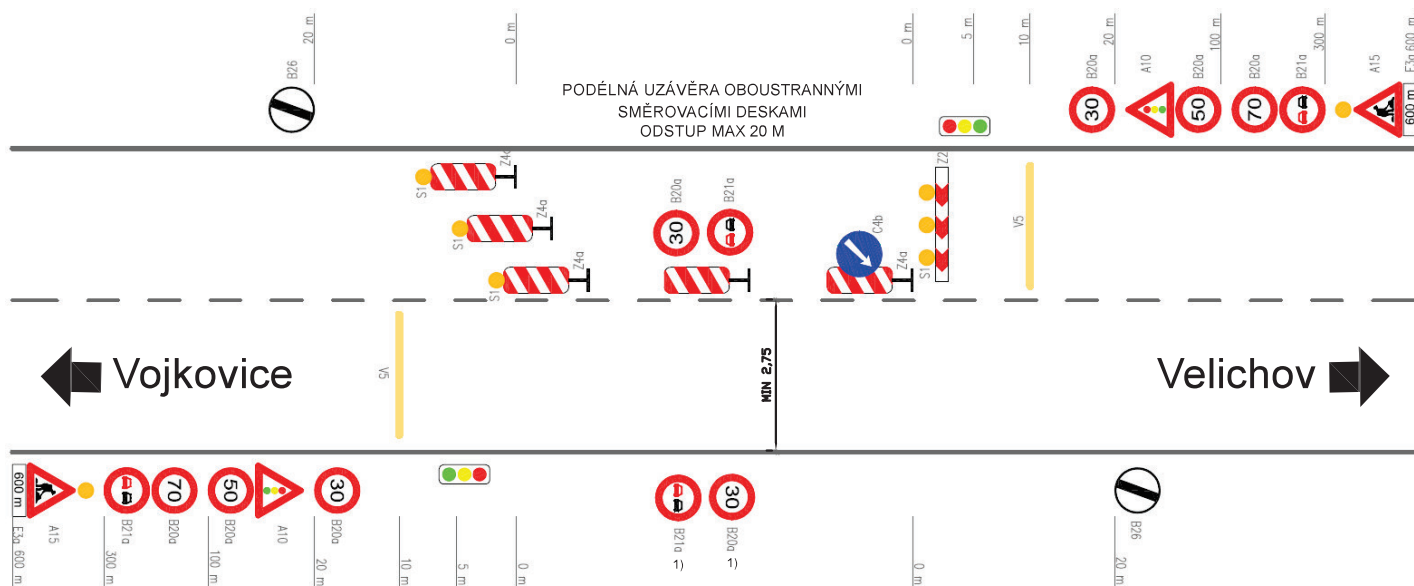 20 m
0 m
0 m
5 m
10 m
20 m
100 m
300 m
600 m
B26
B20a
A10
B20a
B20a
B21a
A15
E3a
30
50
70
600 m
PODÉLNÁ UZÁVĚRA OBOUSTRANNÝMI
SMĚROVACÍMI DESKAMI
ODSTUP MAX 20 M
S1
Z4a
S1
Z4a
S1
Z4a
B20a
B21a
30
C4b
Z4a
S1
Z2
V5
Vojkovice
V5
MIN 2,75
Velichov
600 m
70
50
30
30
E3a
A15
B21a
B20a
B20a
A10
B20a
B21a
1)
B20a
1)
B26
600 m
300 m
100 m
20 m
10 m
5 m
0 m
0 m
20 m